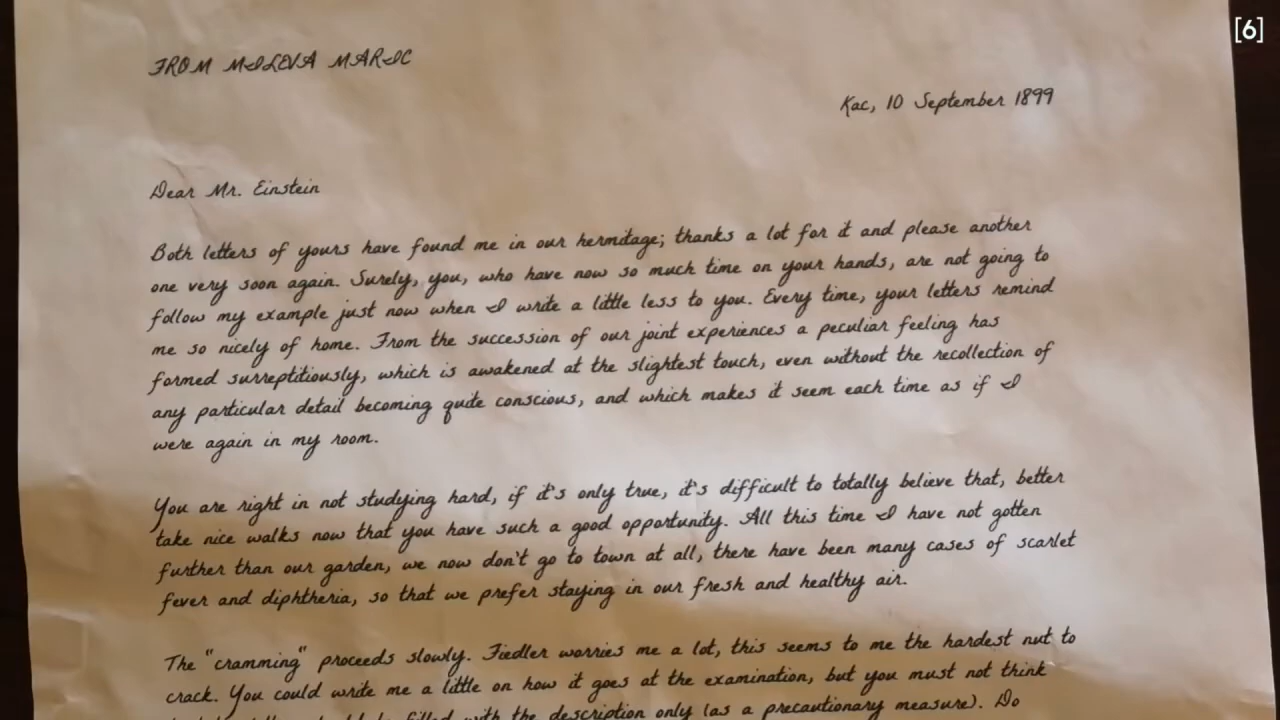 [6]
FROM MILEVA MARIC
Kac, 10 September 1899
Dear Mr. Einstein
Both letters of yours have found me in our hermitage; thanks a lot for it and please another
one very soon again. Surely, you, who have now so much time on your hands, are not going to
follow my example just now when I write a little less to you. Every time, your letters remind
me so nicely of home. From the succession of our joint experiences a peculiar feeling has
formed surreptitiously, which is awakened at the slightest touch, even without the recollection of
any particular detail becoming quite conscious, and which makes it seem each time as if I
were again in my room.
You are right in not studying hard, if it's only true, it's difficult to totally believe that, better
take nice walks now that you have such a good opportunity. All this time I have not gotten
further than our garden, we now don't go to town at all, there have been many cases of scarlet
fever and diphtheria, so that we prefer staying in our fresh and healthy air.
The "cramming" proceeds slowly. Fiedler worries me a lot, this seems to me the hardest nut to
crack. You could write me a little on how it goes at the examination, but you must not think
filled with the description only (as a precautionary measure). Do